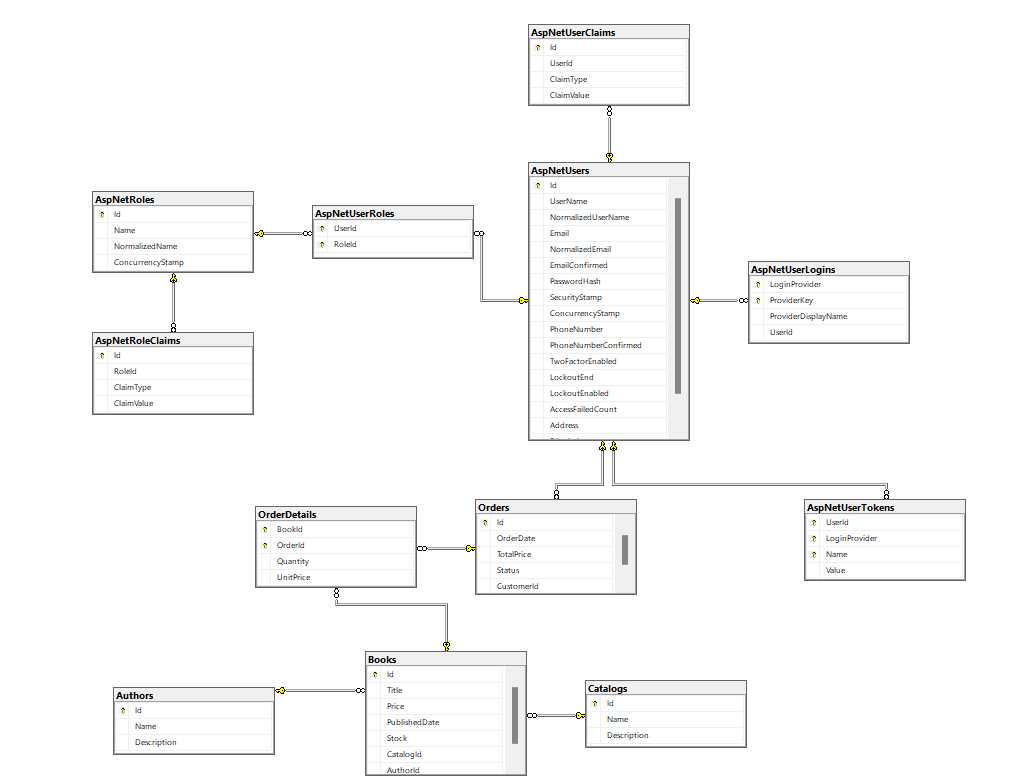 AspNetUserClaims
Id
UserId
ClaimType
ClaimValue
AspNetUsers
Id
UserName
NormalizedUserName
Email
NormalizedEmail
EmailConfirmed
PasswordHash
SecurityStamp
ConcurrencyStamp
PhoneNumber
PhoneNumberConfirmed
TwoFactorEnabled
LockoutEnd
LockoutEnabled
AccessFailedCount
Address
AspNetRoles
Id
Name
NormalizedName
ConcurrencyStamp
AspNetUserRoles
UserId
RoleId
AspNetUserLogins
LoginProvider
ProviderKey
ProviderDisplayName
UserId
AspNetRoleClaims
Id
RoleId
ClaimType
ClaimValue
OrderDetails
BookId
OrderId
Quantity
UnitPrice
Orders
Id
OrderDate
TotalPrice
Status
CustomerId
AspNetUserTokens
UserId
LoginProvider
Name
Value
Books
Id
Title
Price
PublishedDate
Stock
CatalogId
AuthorId
Authors
Id
Name
Description
Catalogs
Id
Name
Description